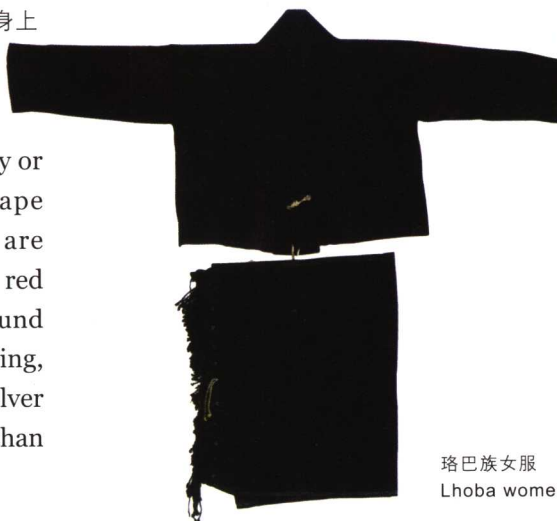 身上
y or
ape
are
red
und
ing,
lver
han
珞巴族女服
Lhoba wome